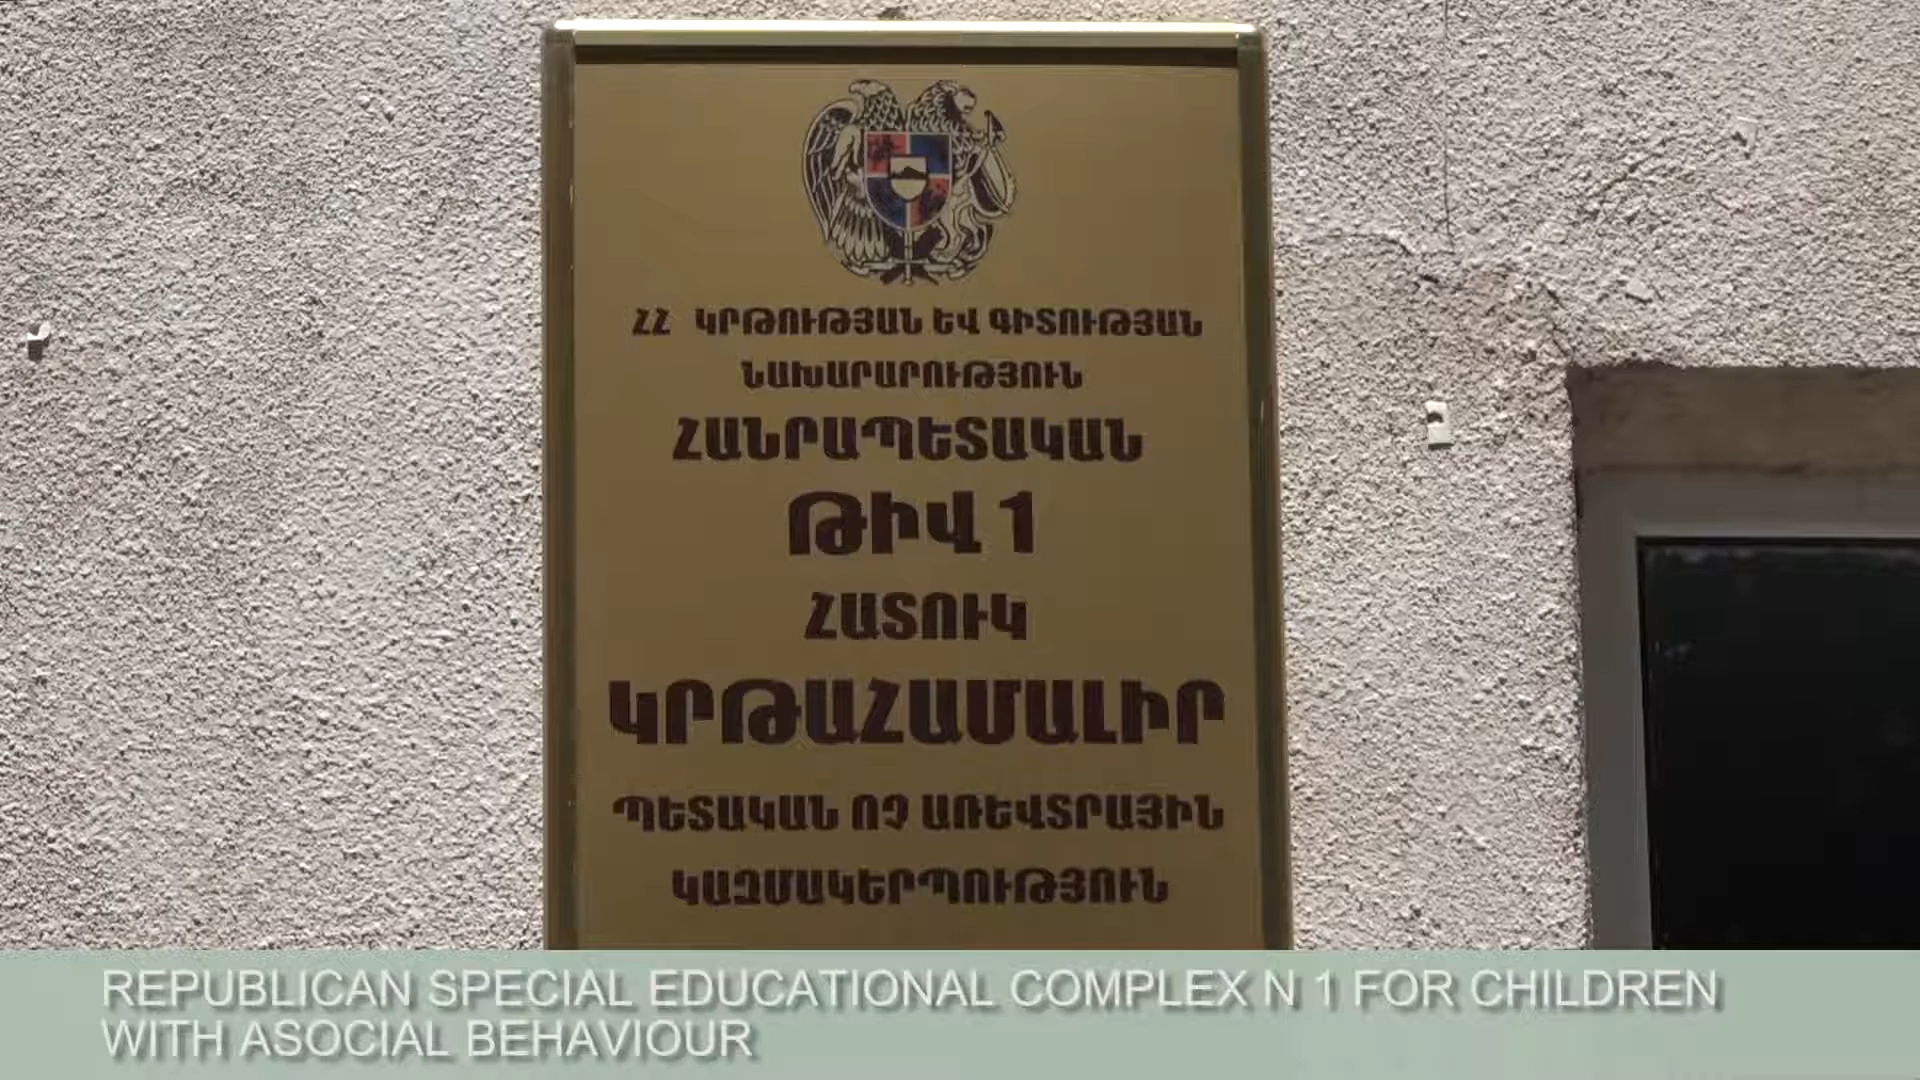 ՀՀ ԿՐԹՈՒԹՅԱՆ ԵՎ ԳԻՏՈՒԹՅԱՆ
ՆԱԽԱՐԱՐՈՒԹՅՈՒՆ
ՀԱՆՐԱՊԵՏԱԿԱՆ
ԹԻՎ 1
ՀԱՏՈՒԿ
ԿՐԹԱՀԱՄԱԼԻՐ
ՊԵՏԱԿԱՆ ՈՉ ԱՌԵՎՏՐԱՅԻՆ
ԿԱԶՄԱԿԵՐՊՈՒԹՅՈՒՆ
REPUBLICAN SPECIAL EDUCATIONAL COMPLEX N 1 FOR CHILDREN
WITH ASOCIAL BEHAVIOUR